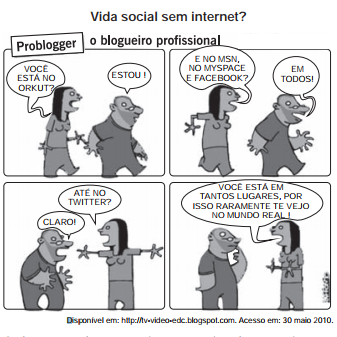 Vida social sem internet?
Problogger o blogueiro profissional
VOCÊ
ESTÁ NO
ORKUT?
ESTOU !
E NO MSN,
NO MYSPACE
E FACEBOOK?
EM
TODOS!
CLARO!
ATÉ NO
TWITTER?
VOCÊ ESTÁ EM
TANTOS LUGARES, POR
ISSO RARAMENTE TE VEJO
NO MUNDO REAL !
Disponível em: http://tv-video-edc.blogspot.com. Acesso em: 30 maio 2010.